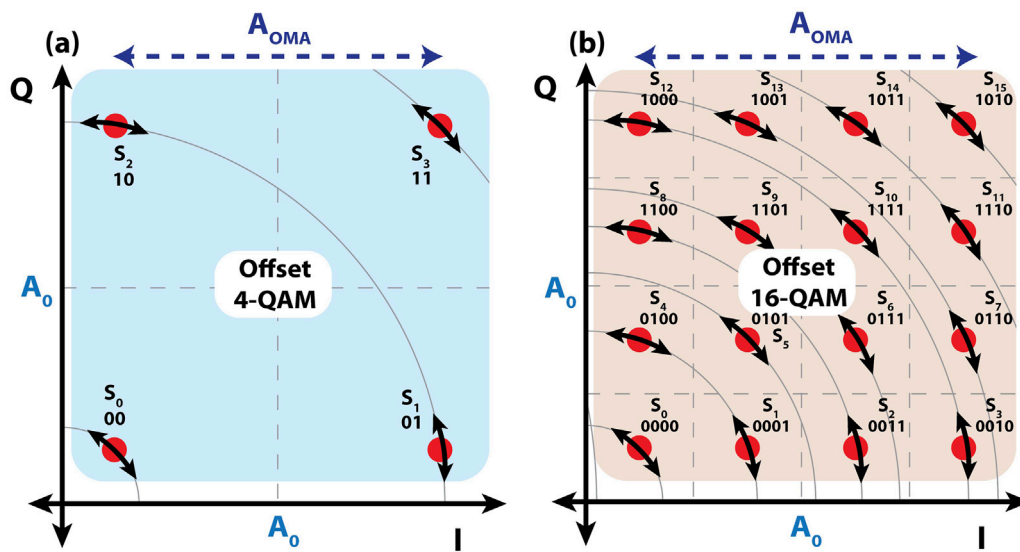 (a)
A_OMA
Q
S_2
10
S_3
11
A_0
Offset
4-QAM
S_0
00
S_1
01
A_0
I
(b)
A_OMA
Q
S_12
1000
S_13
1001
S_14
1011
S_15
1010
S_8
1100
S_9
1101
S_10
1111
S_11
1110
A_0
Offset
16-QAM
S_4
0100
0101
S_5
S_6
0111
S_7
0110
S_0
0000
S_1
0001
S_2
0011
S_3
0010
A_0
I